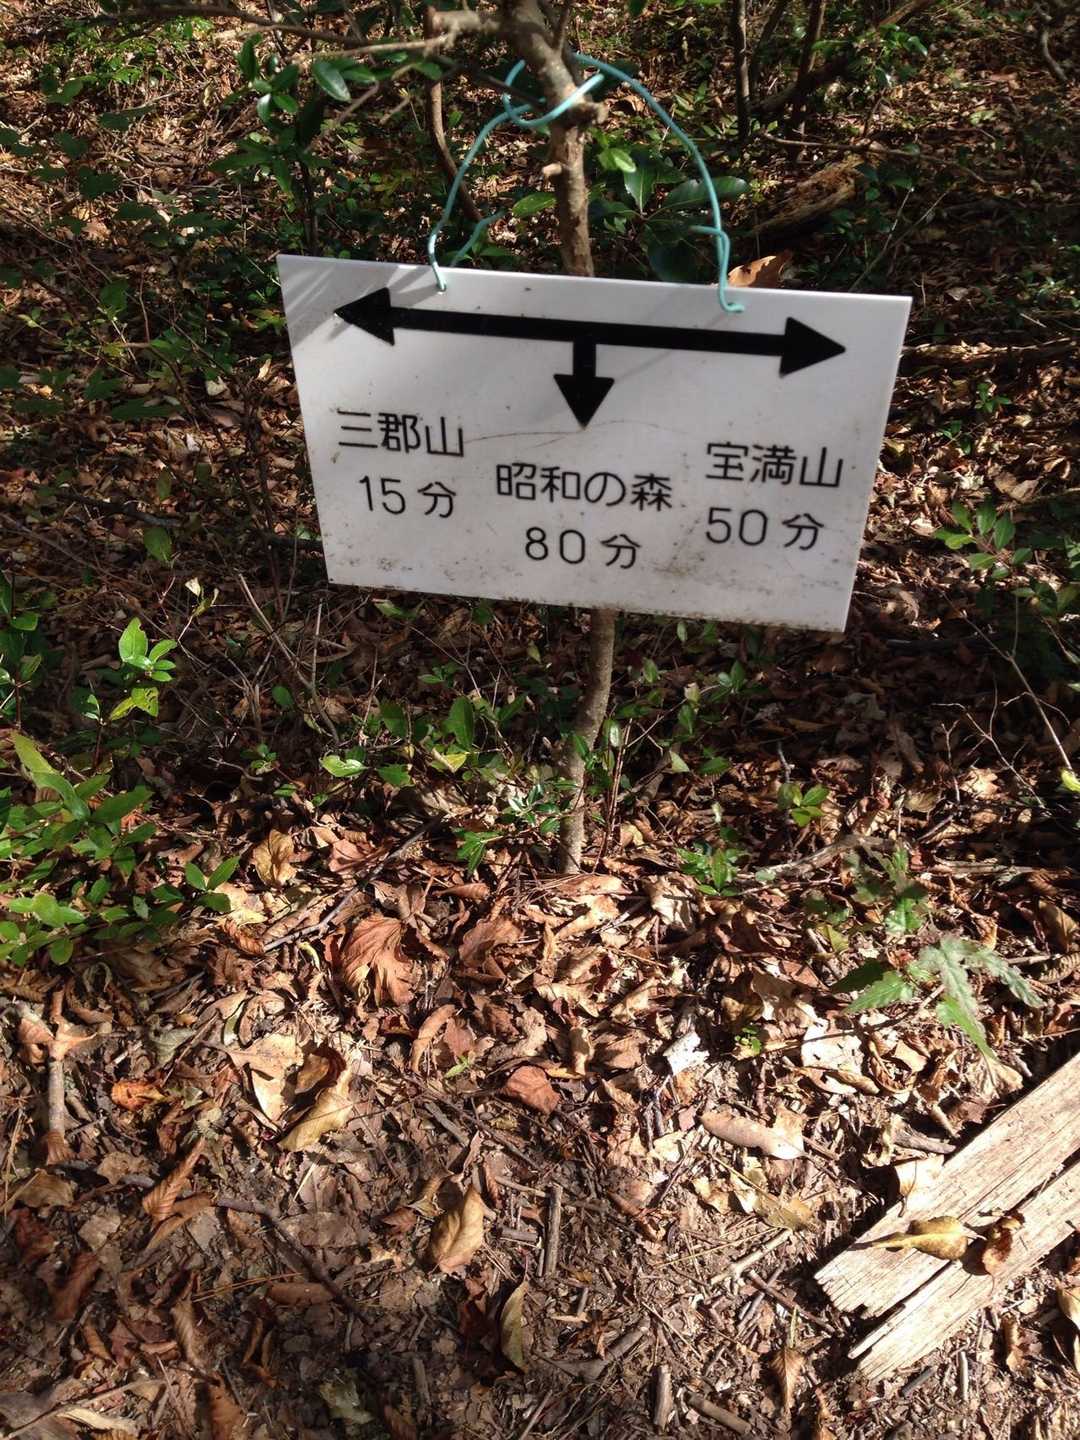 三郡山
15分
昭和の森
80分
宝満山
50分